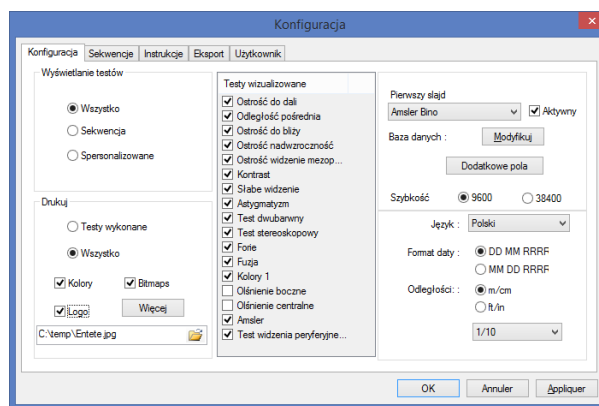 Konfiguracja
Konfiguracja Sekwencje Instrukcje Eksport Użytkownik
Wyświetlanie testów
Wszystko
Sekwencja
Spersonalizowane
Drukuj
Testy wykonane
Wszystko
Kolory Bitmaps
Logo Więcej
C:\temp\Entete.jpg
Testy wizualizowane
Ostrość do dali
Odległość pośrednia
Ostrość do bliży
Ostrość nadwzroczność
Ostrość widzenie mezop...
Kontrast
Słabe widzenie
Astygmatyzm
Test dwubarwny
Test stereoskopowy
Forie
Fuzja
Kolory 1
Olśnienie boczne
Olśnienie centralne
Amsler
Test widzenia peryferyjne...
Pierwszy slajd
Amsler Bino Aktywny
Baza danych : Modyfikuj
Dodatkowe pola
Szybkość 9600 38400
Język : Polski
Format daty : DD MM RRRR
MM DD RRRR
Odległości: : m/cm
ft/in
1/10
OK Annuler Appliquer